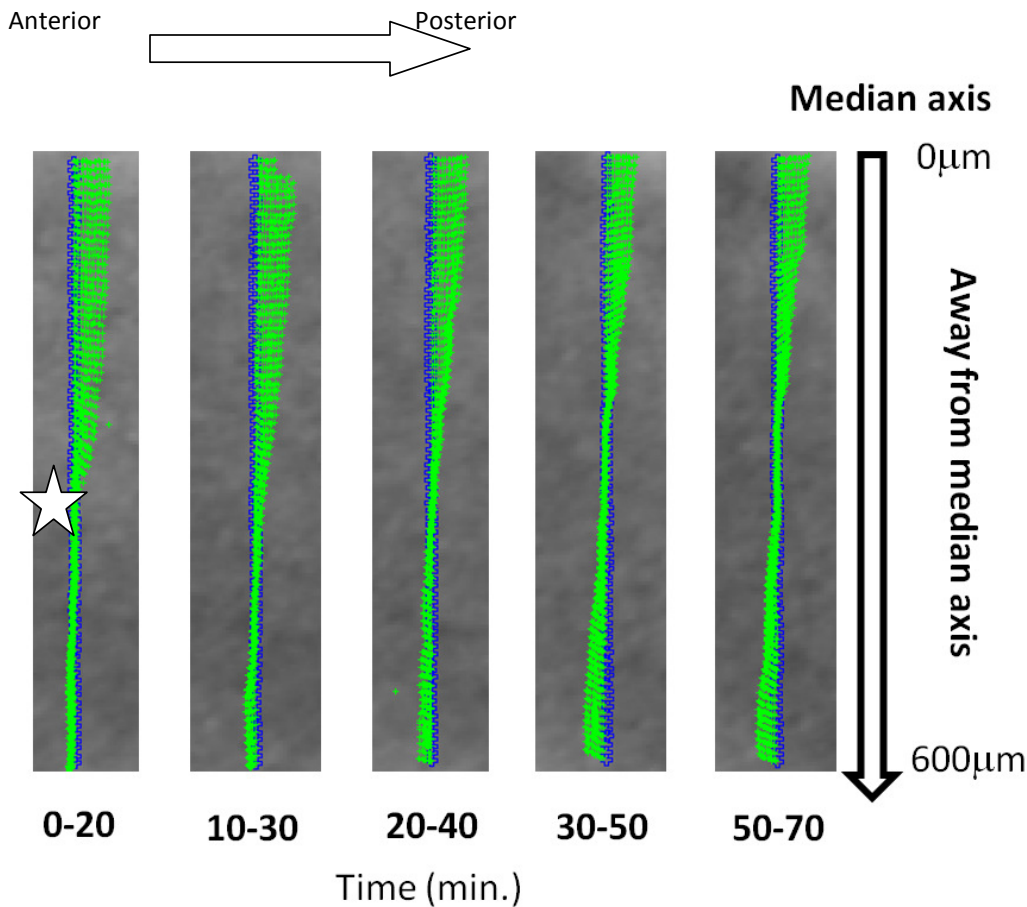 Anterior
Posterior
Median axis
0µm
Away from median axis
600µm
0-20
10-30
20-40
30-50
50-70
Time (min.)